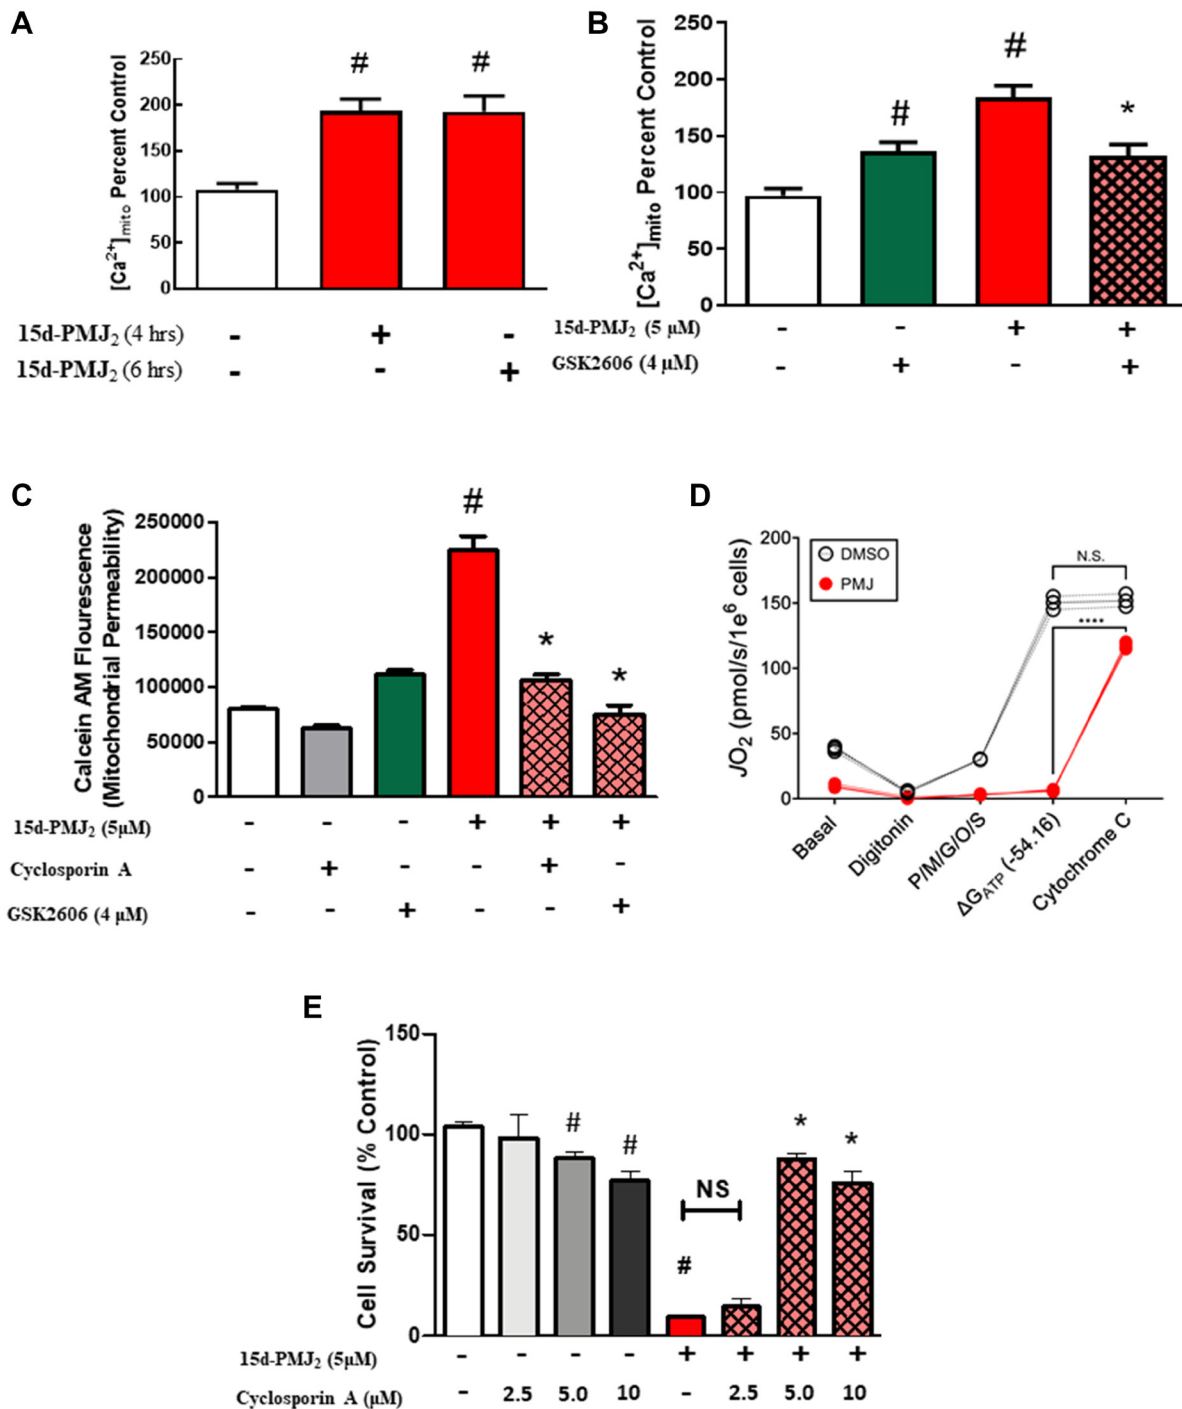 A
[Ca2+]mito Percent Control
250
200
150
100
50
0
# #
15d-PMJ2 (4 hrs) - + -
15d-PMJ2 (6 hrs) - - +
B
[Ca2+]mito Percent Control
250
200
150
100
50
0
# # *
15d-PMJ2 (5 µM) - - + +
GSK2606 (4 µM) - + - +
C
Calcein AM Flourescence
(Mitochondrial Permeability)
250000
200000
150000
100000
50000
0
# * *
15d-PMJ2 (5µM) - - - + + +
Cyclosporin A - + - - + -
GSK2606 (4 µM) - - + - - +
D
JO2 (pmol/s/1e6 cells)
200
150
100
50
0
DMSO
PMJ
N.S.
****
Basal
Digitonin
P/M/G/O/S
ΔGATP (-54.16)
Cytochrome C
E
Cell Survival (% Control)
150
100
50
0
# # # * *
NS
15d-PMJ2 (5µM) - - - - + + + +
Cyclosporin A (µM) - 2.5 5.0 10 - 2.5 5.0 10